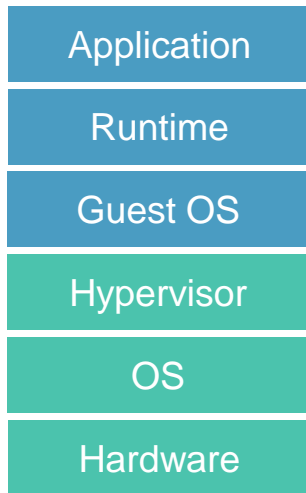 Application
Runtime
Guest OS
Hypervisor
OS
Hardware